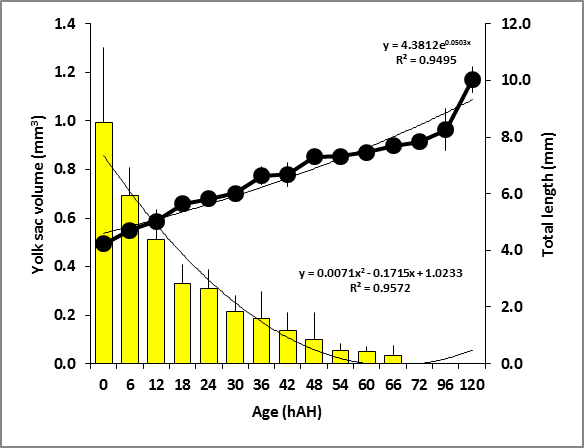 1.4
1.2
1.0
0.8
0.6
0.4
0.2
0.0
Yolk sac volume (mm³)
12.0
10.0
8.0
6.0
4.0
2.0
0.0
Total length (mm)
y = 4.3812e^0.0503x
R² = 0.9495
y = 0.0071x² - 0.1715x + 1.0233
R² = 0.9572
0 6 12 18 24 30 36 42 48 54 60 66 72 96 120
Age (hAH)